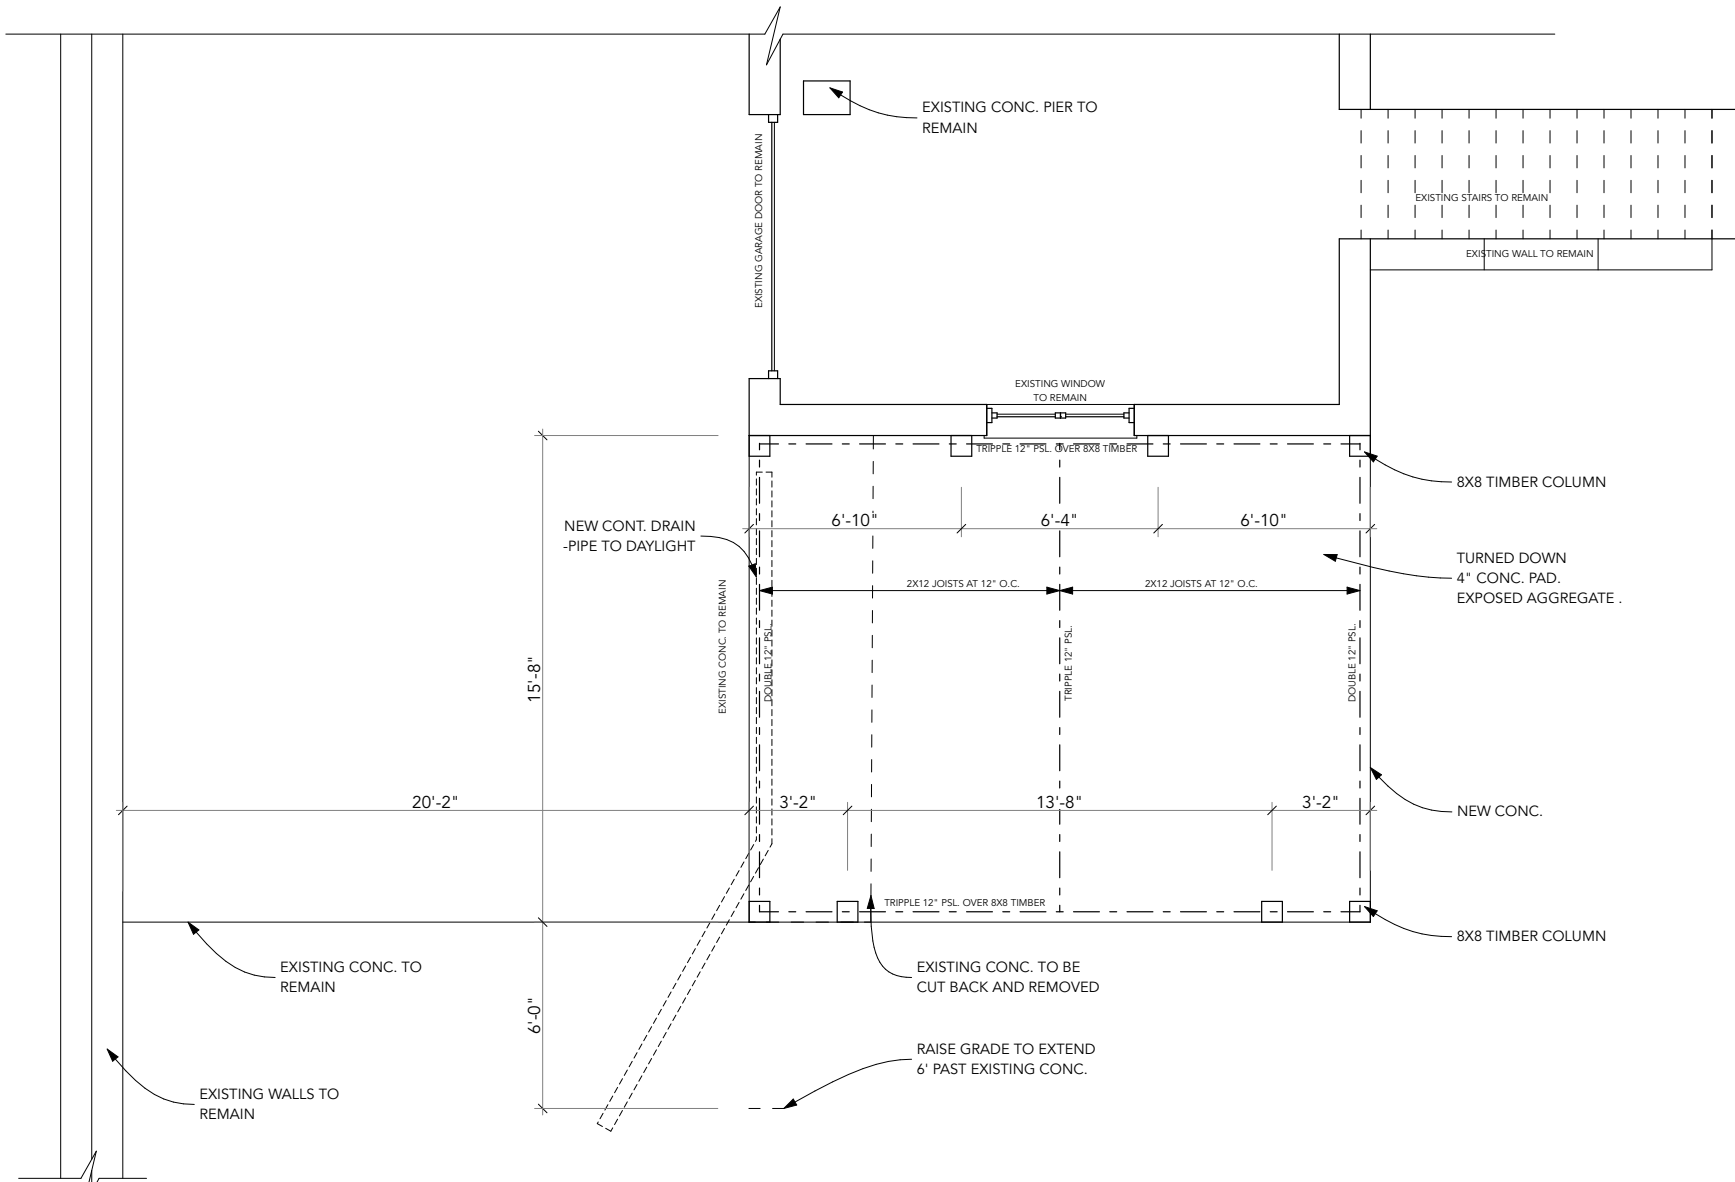 EXISTING CONC. PIER TO
REMAIN
EXISTING GARAGE DOOR TO REMAIN
EXISTING STAIRS TO REMAIN
EXISTING WALL TO REMAIN
EXISTING WINDOW
TO REMAIN
TRIPPLE 12" PSL. OVER 8X8 TIMBER
8X8 TIMBER COLUMN
NEW CONT. DRAIN
-PIPE TO DAYLIGHT
6'-10"
6'-4"
6'-10"
TURNED DOWN
4" CONC. PAD.
EXPOSED AGGREGATE .
2X12 JOISTS AT 12" O.C.
2X12 JOISTS AT 12" O.C.
EXISTING CONC. TO REMAIN
DOUBLE 12" PSL.
TRIPPLE 12" PSL.
DOUBLE 12" PSL.
15'-8"
20'-2"
3'-2"
13'-8"
3'-2"
NEW CONC.
TRIPPLE 12" PSL. OVER 8X8 TIMBER
8X8 TIMBER COLUMN
EXISTING CONC. TO
REMAIN
EXISTING CONC. TO BE
CUT BACK AND REMOVED
6'-0"
RAISE GRADE TO EXTEND
6' PAST EXISTING CONC.
EXISTING WALLS TO
REMAIN